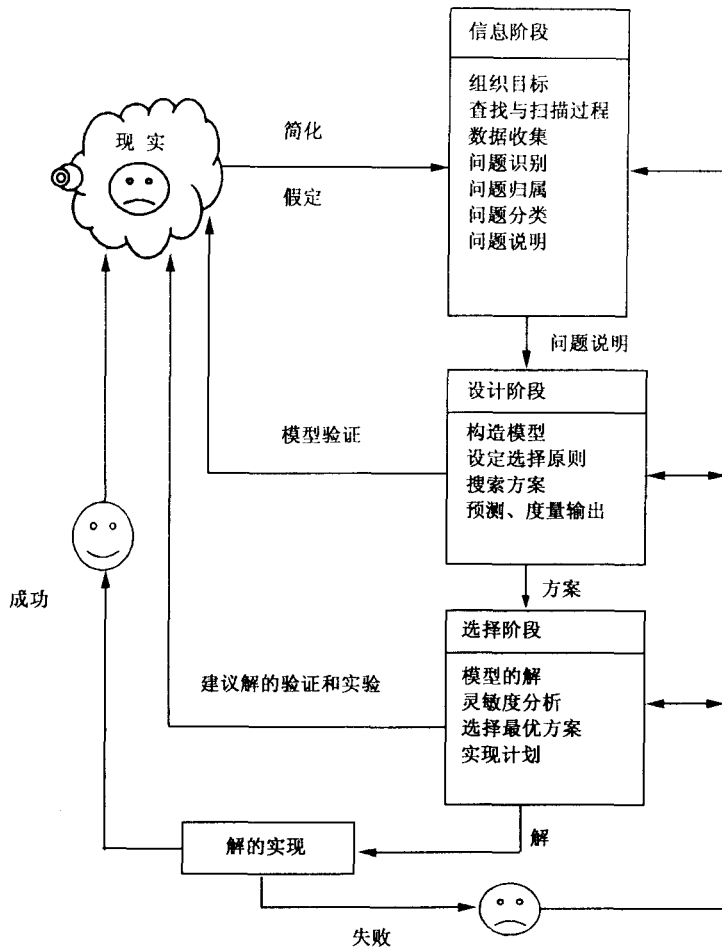 信息阶段
组织目标
查找与扫描过程
数据收集
问题识别
问题归属
问题分类
问题说明
现 实
简化
假定
问题说明
设计阶段
构造模型
设定选择原则
搜索方案
预测、度量输出
模型验证
方案
成功
选择阶段
模型的解
灵敏度分析
选择最优方案
实现计划
建议解的验证和实验
解
解的实现
失败